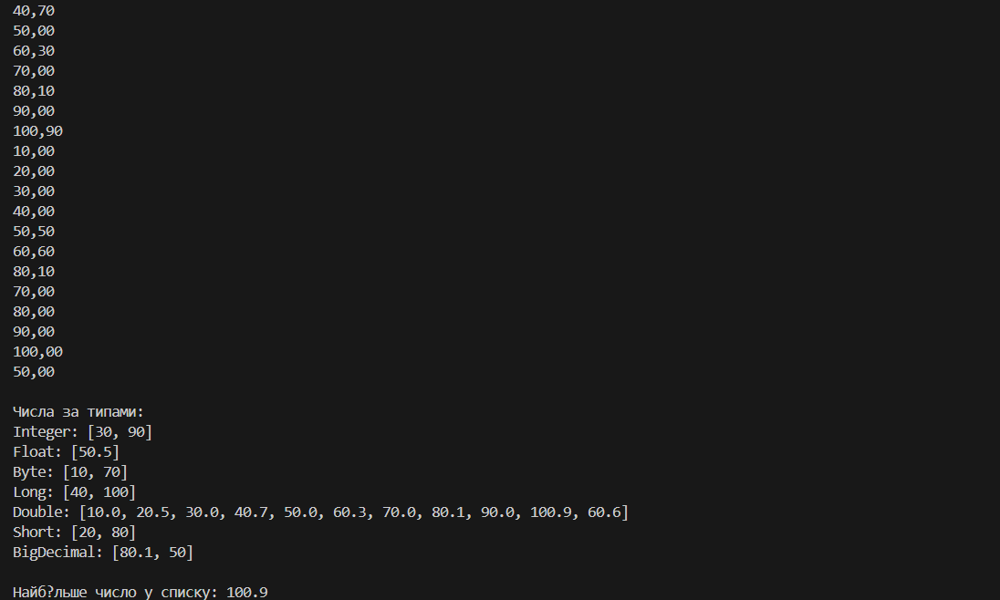 40,70
50,00
60,30
70,00
80,10
90,00
100,90
10,00
20,00
30,00
40,00
50,50
60,60
80,10
70,00
80,00
90,00
100,00
50,00
Числа за типами:
Integer: [30, 90]
Float: [50.5]
Byte: [10, 70]
Long: [40, 100]
Double: [10.0, 20.5, 30.0, 40.7, 50.0, 60.3, 70.0, 80.1, 90.0, 100.9, 60.6]
Short: [20, 80]
BigDecimal: [80.1, 50]
Найб?льше число у списку: 100.9